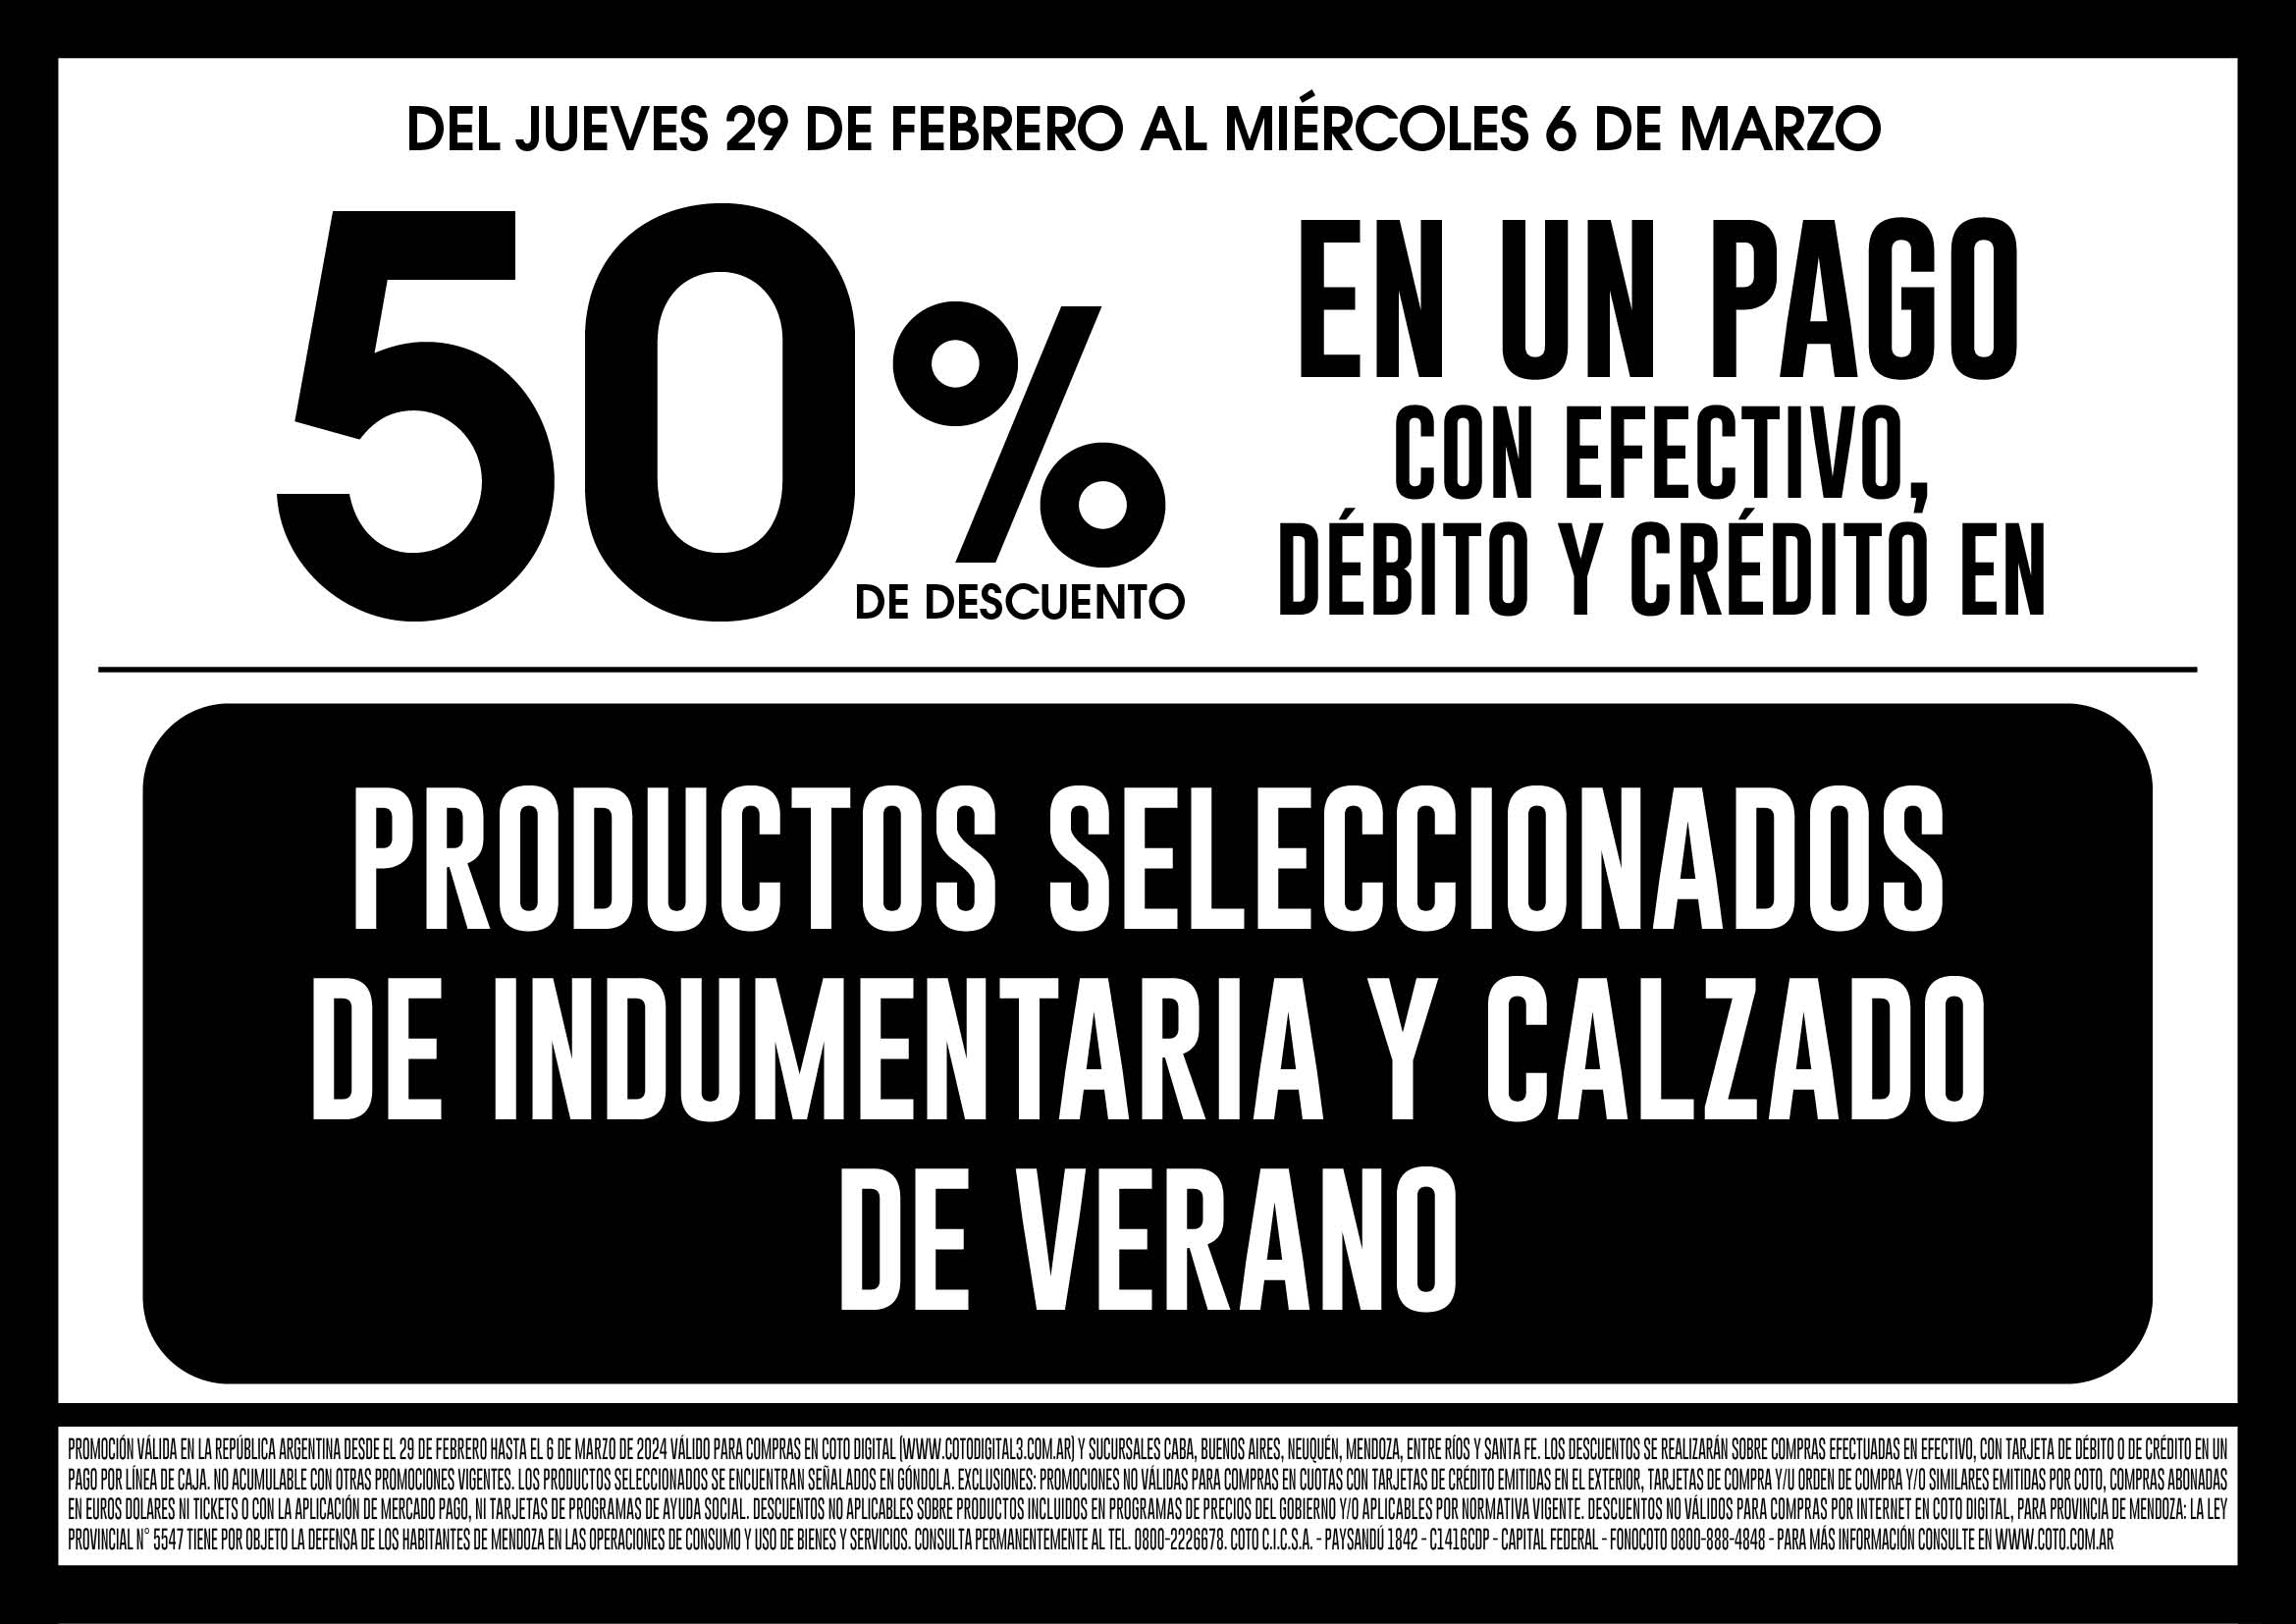 DEL JUEVES 29 DE FEBRERO AL MIÉRCOLES 6 DE MARZO
50%
DE DESCUENTO
EN UN PAGO
CON EFECTIVO,
DÉBITO Y CRÉDITO EN
PRODUCTOS SELECCIONADOS
DE INDUMENTARIA Y CALZADO
DE VERANO
PROMOCIÓN VÁLIDA EN LA REPÚBLICA ARGENTINA DESDE EL 29 DE FEBRERO HASTA EL 6 DE MARZO DE 2024 VÁLIDO PARA COMPRAS EN COTO DIGITAL (WWW.COTODIGITAL3.COM.AR) Y SUCURSALES CABA, BUENOS AIRES, NEUQUÉN, MENDOZA, ENTRE RÍOS Y SANTA FE. LOS DESCUENTOS SE REALIZARÁN SOBRE COMPRAS EFECTUADAS EN EFECTIVO, CON TARJETA DE DÉBITO O DE CRÉDITO EN UN
PAGO POR LÍNEA DE CAJA. NO ACUMULABLE CON OTRAS PROMOCIONES VIGENTES. LOS PRODUCTOS SELECCIONADOS SE ENCUENTRAN SEÑALADOS EN GÓNDOLA. EXCLUSIONES: PROMOCIONES NO VÁLIDAS PARA COMPRAS EN CUOTAS CON TARJETAS DE CRÉDITO EMITIDAS EN EL EXTERIOR, TARJETAS DE COMPRA Y/U ORDEN DE COMPRA Y/O SIMILARES EMITIDAS POR COTO, COMPRAS ABONADAS
EN EUROS DOLARES NI TICKETS O CON LA APLICACIÓN DE MERCADO PAGO, NI TARJETAS DE PROGRAMAS DE AYUDA SOCIAL. DESCUENTOS NO APLICABLES SOBRE PRODUCTOS INCLUIDOS EN PROGRAMAS DE PRECIOS DEL GOBIERNO Y/O APLICABLES POR NORMATIVA VIGENTE. DESCUENTOS NO VÁLIDOS PARA COMPRAS POR INTERNET EN COTO DIGITAL, PARA PROVINCIA DE MENDOZA: LA LEY
PROVINCIAL N° 5547 TIENE POR OBJETO LA DEFENSA DE LOS HABITANTES DE MENDOZA EN LAS OPERACIONES DE CONSUMO Y USO DE BIENES Y SERVICIOS. CONSULTA PERMANENTEMENTE AL TEL. 0800-2226678. COTO C.I.C.S.A. - PAYSANDÚ 1842 - C1416CDP - CAPITAL FEDERAL - FONOCOTO 0800-888-4848 - PARA MÁS INFORMACIÓN CONSULTE EN WWW.COTO.COM.AR